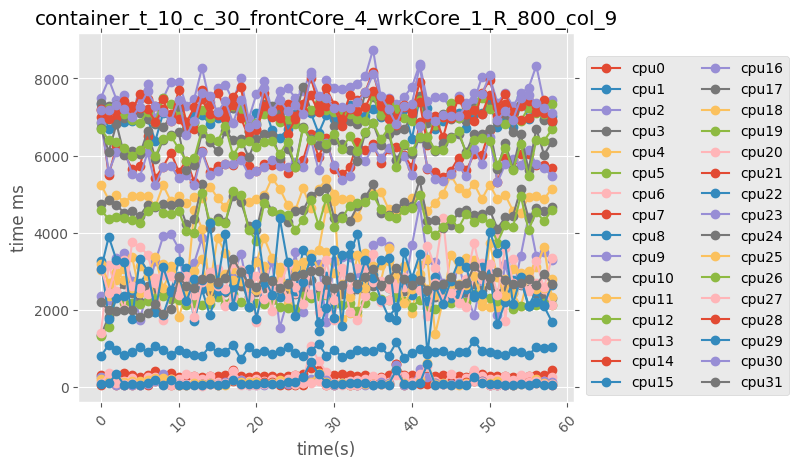 container_t_10_c_30_frontCore_4_wrkCore_1_R_800_col_9
time ms
8000
6000
4000
2000
0
0
10
20
30
40
50
60
time(s)
cpu0
cpu1
cpu2
cpu3
cpu4
cpu5
cpu6
cpu7
cpu8
cpu9
cpu10
cpu11
cpu12
cpu13
cpu14
cpu15
cpu16
cpu17
cpu18
cpu19
cpu20
cpu21
cpu22
cpu23
cpu24
cpu25
cpu26
cpu27
cpu28
cpu29
cpu30
cpu31